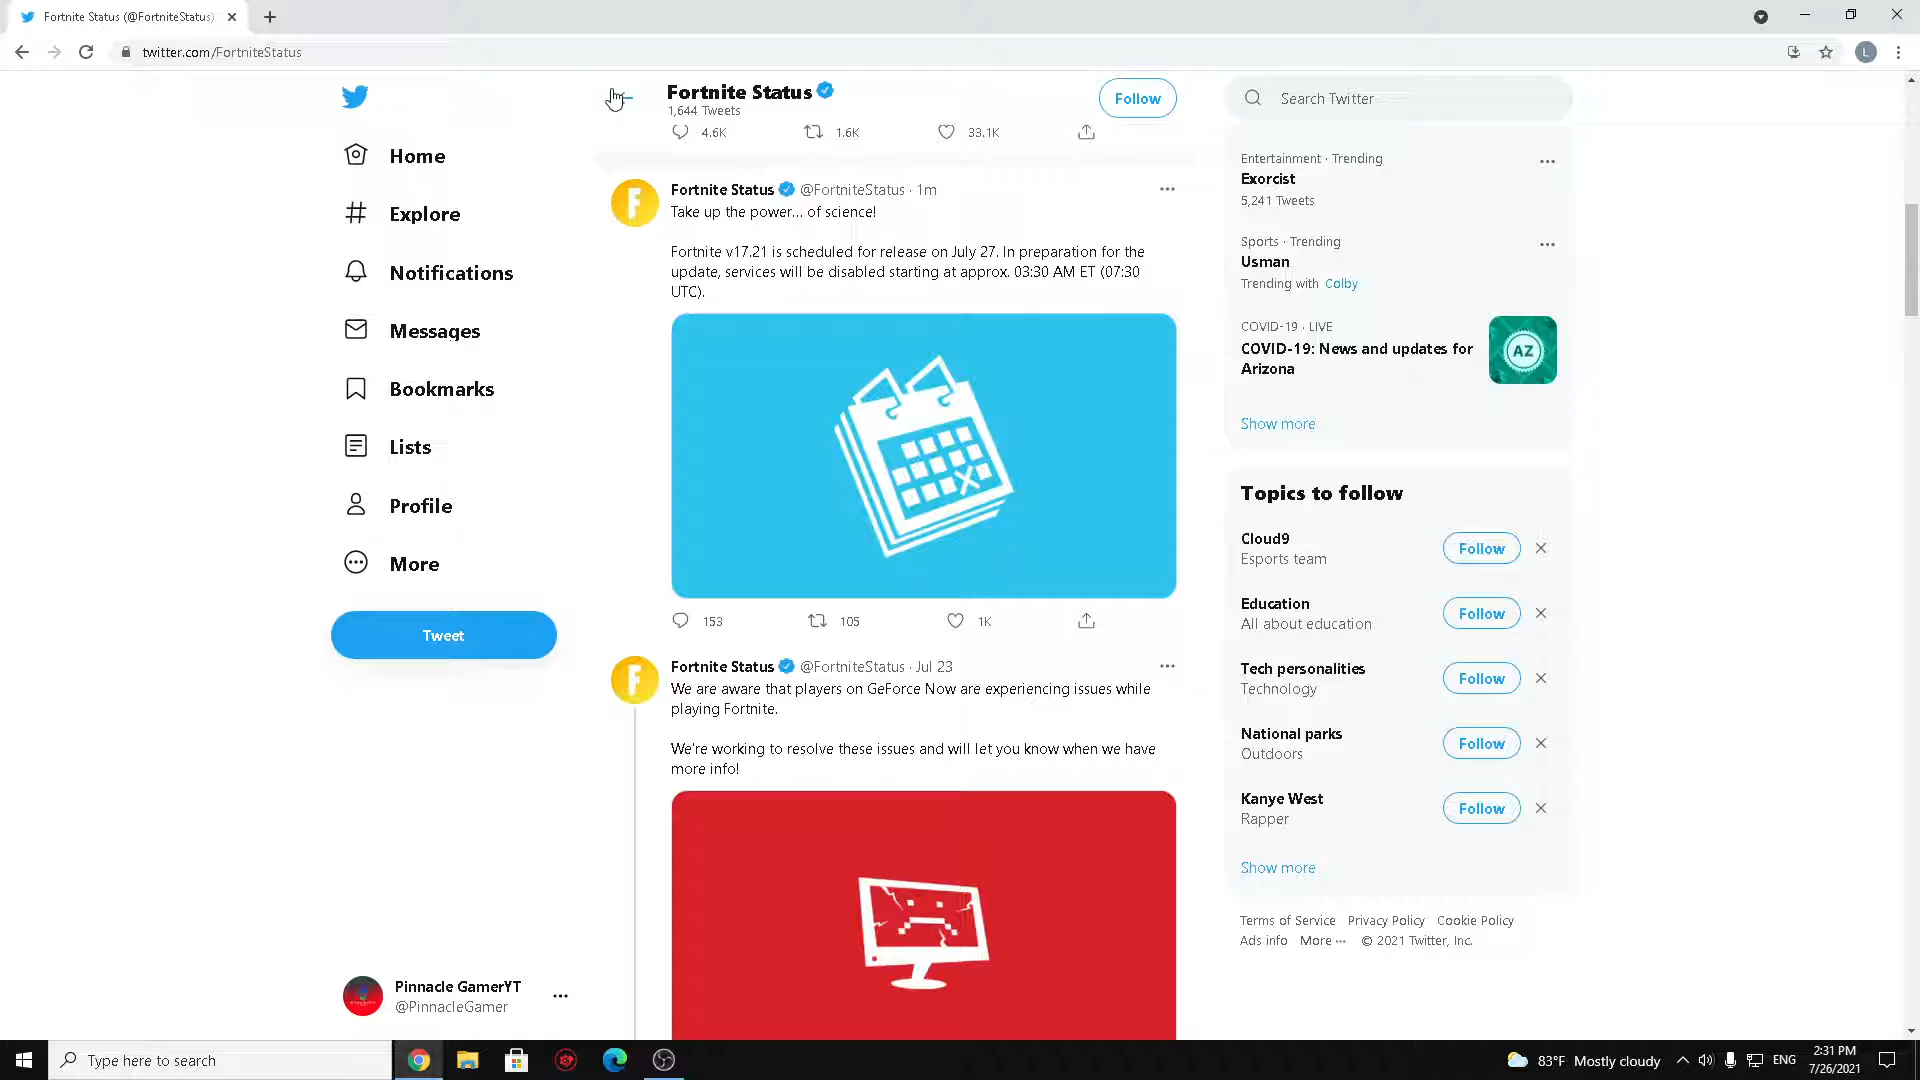 Fortnite Status (@FortniteStatus)
twitter.com/FortniteStatus
L
Home
Explore
Notifications
Messages
Bookmarks
Lists
Profile
More
Tweet
Pinnacle GamerYT
@PinnacleGamer
Fortnite Status
1,644 Tweets
Follow
4.6K 1.6K 33.1K
Fortnite Status @FortniteStatus · 1m
Take up the power... of science!
Fortnite v17.21 is scheduled for release on July 27. In preparation for the
update, services will be disabled starting at approx. 03:30 AM ET (07:30
UTC).
153 105 1K
Fortnite Status @FortniteStatus · Jul 23
We are aware that players on GeForce Now are experiencing issues while
playing Fortnite.
We're working to resolve these issues and will let you know when we have
more info!
Search Twitter
Entertainment · Trending
Exorcist
5,241 Tweets
Sports · Trending
Usman
Trending with Colby
COVID-19 · LIVE
COVID-19: News and updates for
Arizona
AZ
Show more
Topics to follow
Cloud9
Esports team
Follow
Education
All about education
Follow
Tech personalities
Technology
Follow
National parks
Outdoors
Follow
Kanye West
Rapper
Follow
Show more
Terms of Service Privacy Policy Cookie Policy
Ads info More ··· © 2021 Twitter, Inc.
Type here to search
83°F Mostly cloudy
ENG
2:31 PM
7/26/2021